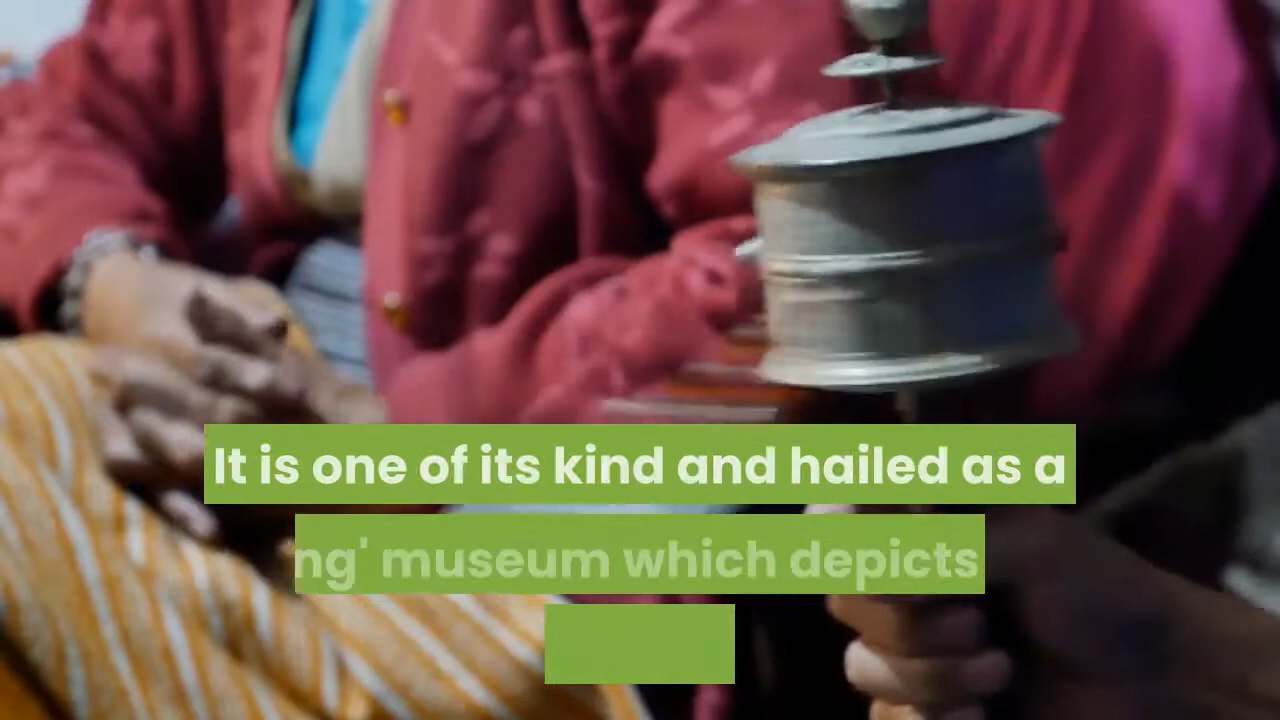 It is one of its kind and hailed as a
ng' museum which depicts